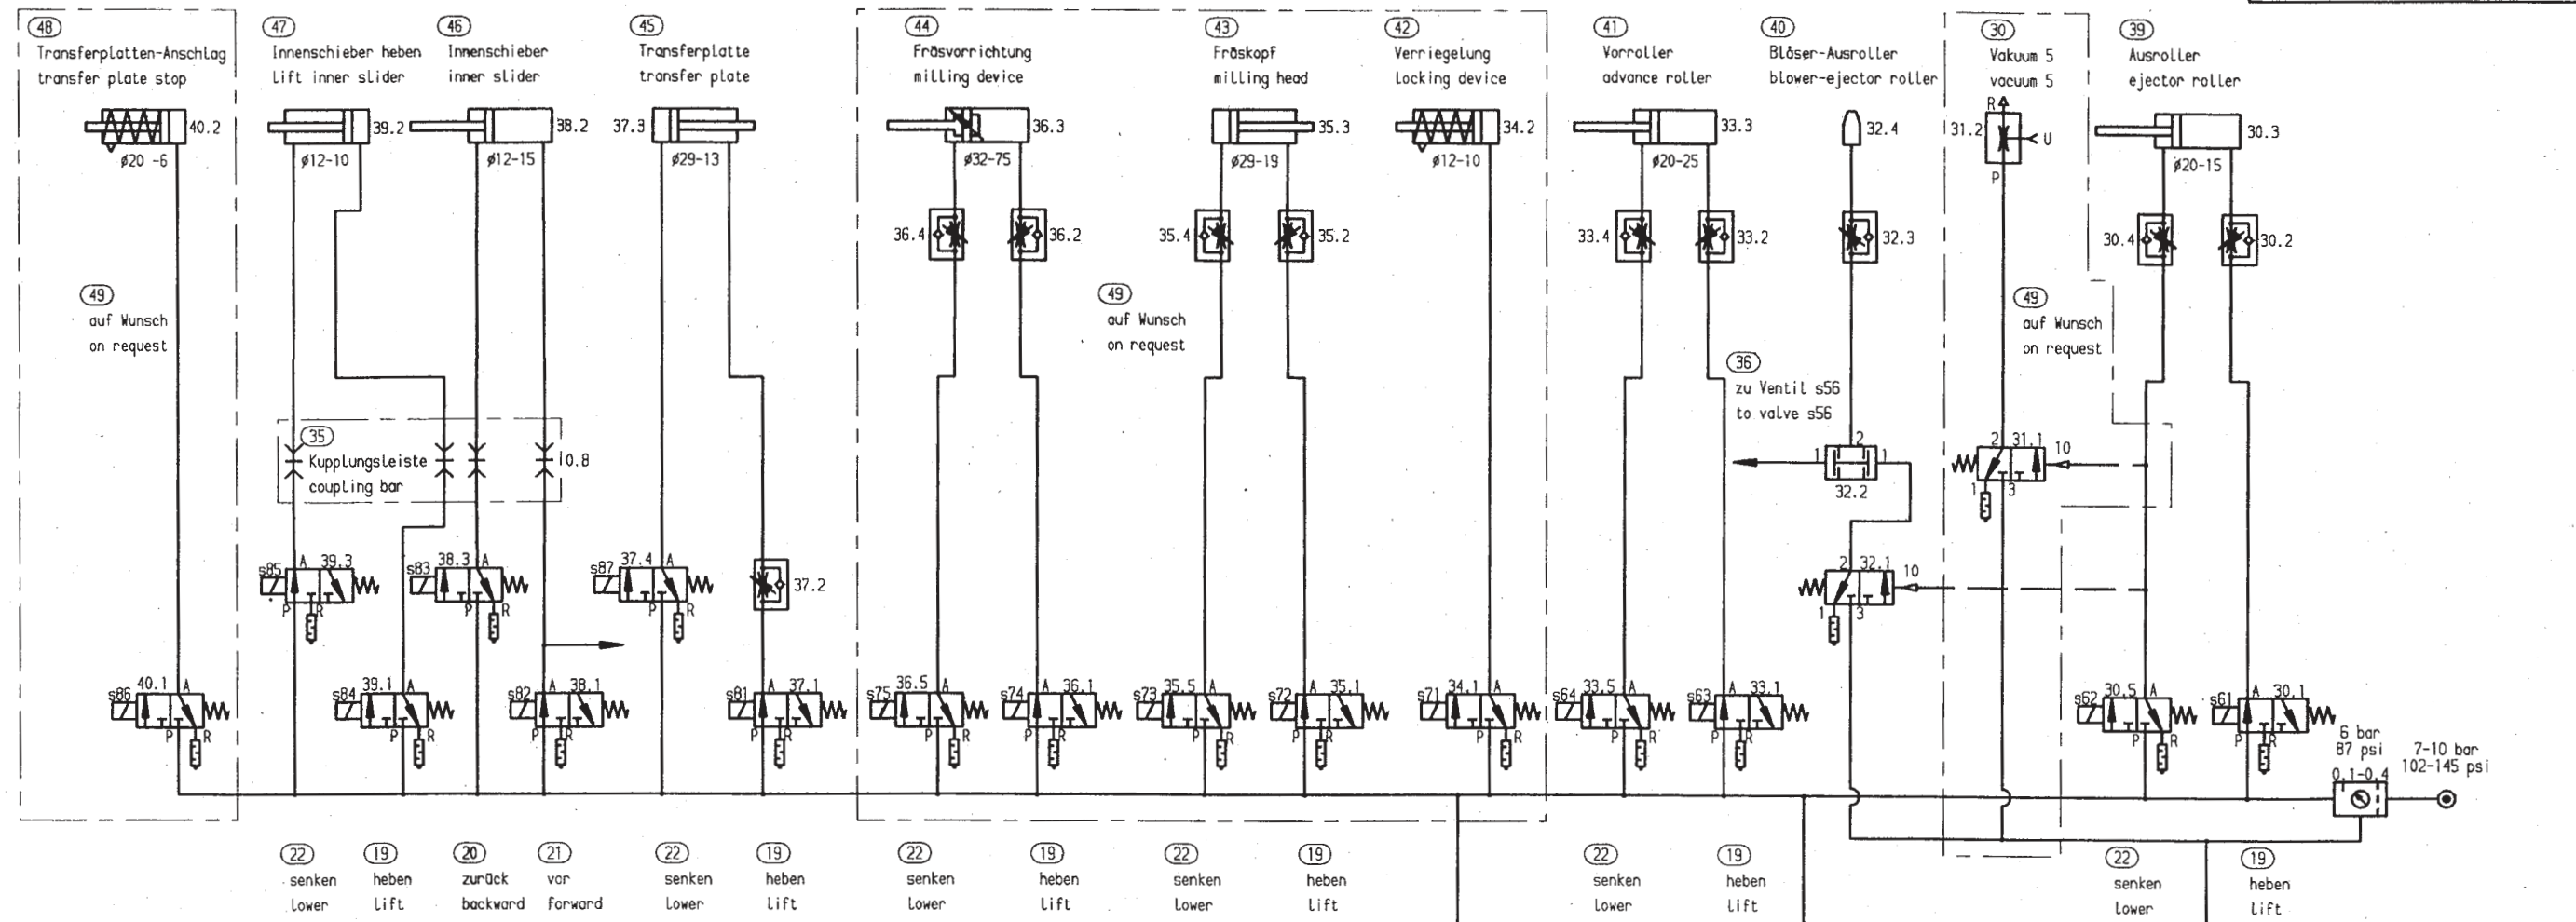 48
Transferplatten-Anschlag
transfer plate stop
47
Innenschieber heben
lift inner slider
46
Innenschieber
inner slider
45
Transferplatte
transfer plate
44
Fräsvorrichtung
milling device
43
Fräskopf
milling head
42
Verriegelung
locking device
41
Vorroller
advance roller
40
Bläser-Ausroller
blower-ejector roller
30
Vakuum 5
vacuum 5
39
Ausroller
ejector roller
40.2
ø20 -6
39.2
ø12-10
38.2
ø12-15
37.3
ø29-13
36.3
ø32-75
35.3
ø29-19
34.2
ø12-10
33.3
ø20-25
32.4
R
31.2
U
P
30.3
ø20-15
36.4
36.2
35.4
35.2
33.4
33.2
32.3
30.4
30.2
49
auf Wunsch
on request
49
auf Wunsch
on request
49
auf Wunsch
on request
36
zu Ventil s56
to valve s56
35
Kupplungsleiste
coupling bar
0.8
2
1
1
32.2
2
31.1
10
1
3
s85
A
39.3
P
R
s83
38.3
A
P
R
s87
37.4
A
P
R
37.2
2
32.1
10
1
3
s86
40.1
A
P
R
s84
39.1
A
P
R
s82
A
38.1
P
R
s81
A
37.1
P
R
s75
36.5
A
P
R
s74
A
36.1
P
R
s73
35.5
A
P
R
s72
A
35.1
P
R
s71
34.1
A
P
R
s64
33.5
A
P
R
s63
A
33.1
P
R
s62
30.5
A
P
R
s61
A
30.1
P
R
6 bar
87 psi
0,1-0,4
7-10 bar
102-145 psi
22
senken
lower
19
heben
lift
20
zurück
backward
21
vor
forward
22
senken
lower
19
heben
lift
22
senken
lower
19
heben
lift
22
senken
lower
19
heben
lift
22
senken
lower
19
heben
lift
22
senken
lower
19
heben
lift